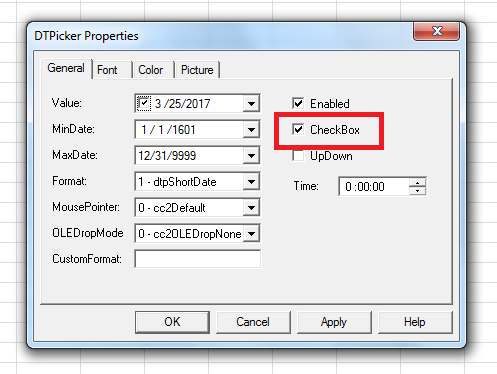 DTPicker Properties
General Font Color Picture
Value: 3 /25/2017
MinDate: 1 / 1 /1601
MaxDate: 12/31/9999
Format: 1 - dtpShortDate
MousePointer: 0 - cc2Default
OLEDropMode 0 - cc2OLEDropNone
CustomFormat:
Enabled
CheckBox
UpDown
Time: 0 :00:00
OK Cancel Apply Help